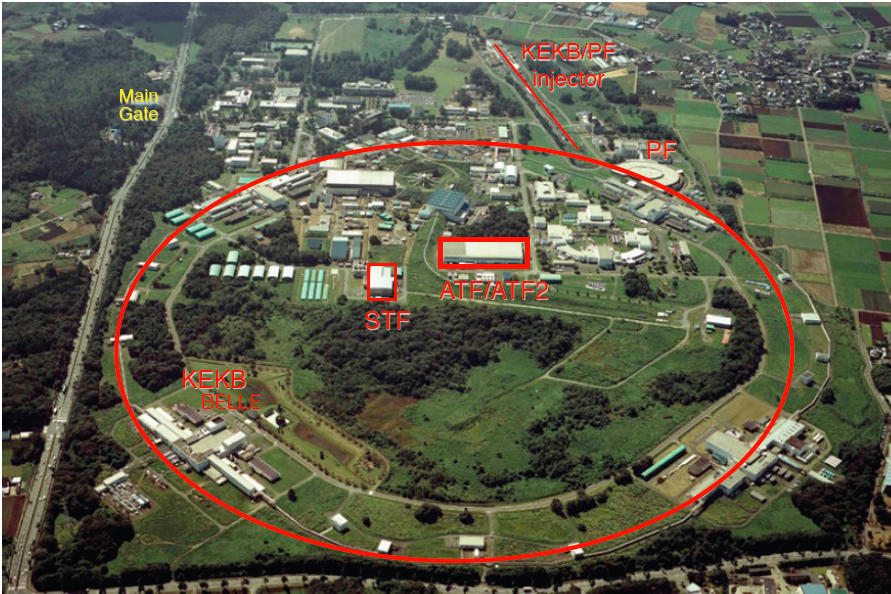 KEKB/PF
injector
Main
Gate
PF
ATF/ATF2
STF
KEKB
BELLE